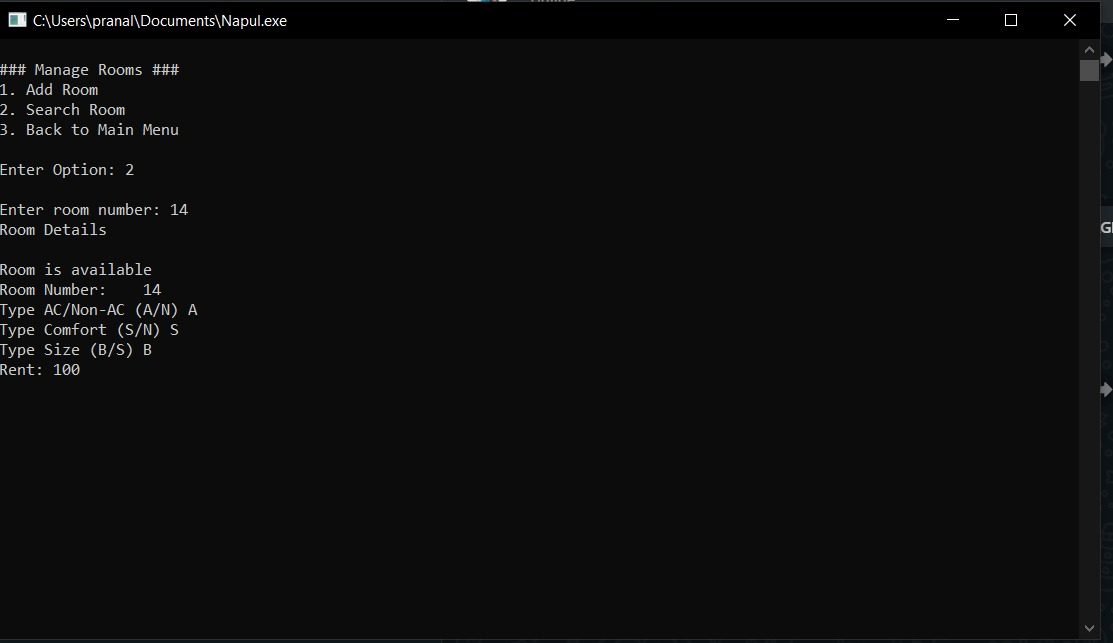 C:\Users\pranal\Documents\Napul.exe
### Manage Rooms ###
1. Add Room
2. Search Room
3. Back to Main Menu
Enter Option: 2
Enter room number: 14
Room Details
Room is available
Room Number:    14
Type AC/Non-AC (A/N) A
Type Comfort (S/N) S
Type Size (B/S) B
Rent: 100